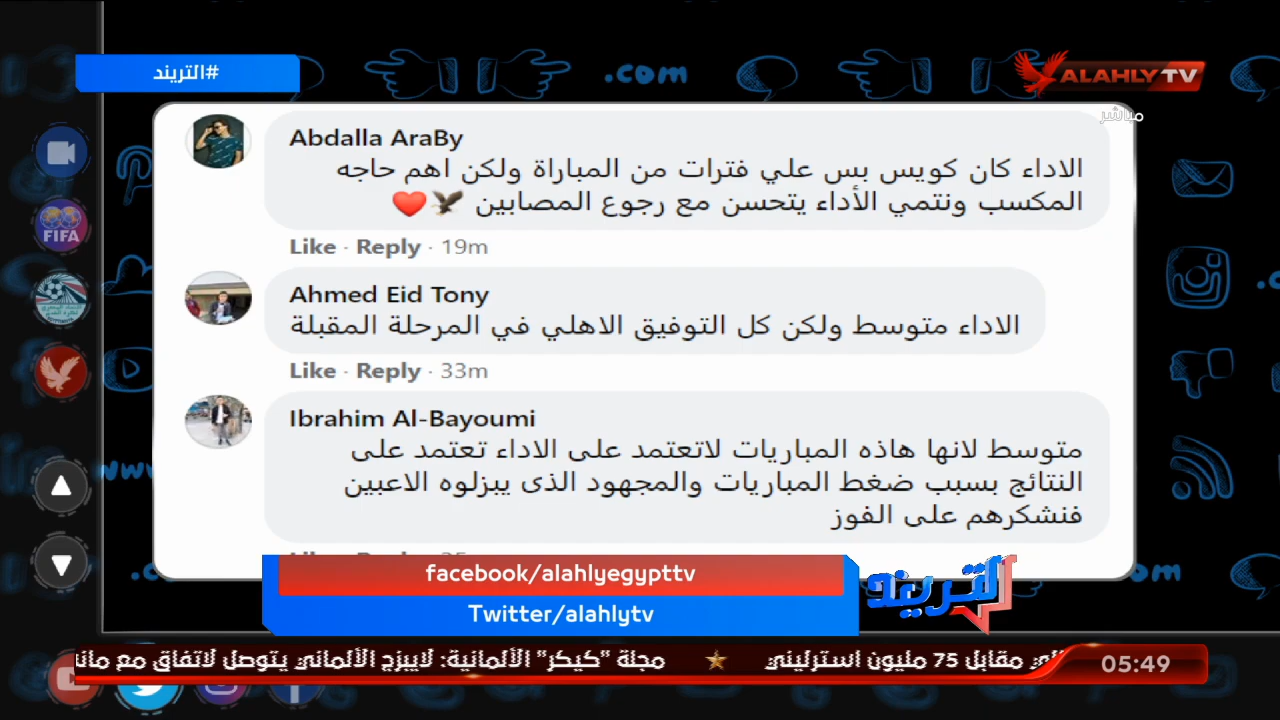 #التريند
.com
ALAHLY TV
مباشر
Abdalla AraBy
الاداء كان كويس بس علي فترات من المباراة ولكن اهم حاجه
المكسب ونتمي الأداء يتحسن مع رجوع المصابين 🦅❤️
Like · Reply · 19m
FIFA
Ahmed Eid Tony
الاداء متوسط ولكن كل التوفيق الاهلي في المرحلة المقبلة
Like · Reply · 33m
Ibrahim Al-Bayoumi
متوسط لانها هاذه المباريات لاتعتمد على الاداء تعتمد على
النتائج بسبب ضغط المباريات والمجهود الذى يبزلوه الاعبين
فنشكرهم على الفوز
www
facebook/alahlyegypttv
Twitter/alahlytv
التريند
مقابل 75 مليون استرليني ★ مجلة “كيكر” الألمانية: لايبزج الألماني يتوصل لاتفاق مع
05:49